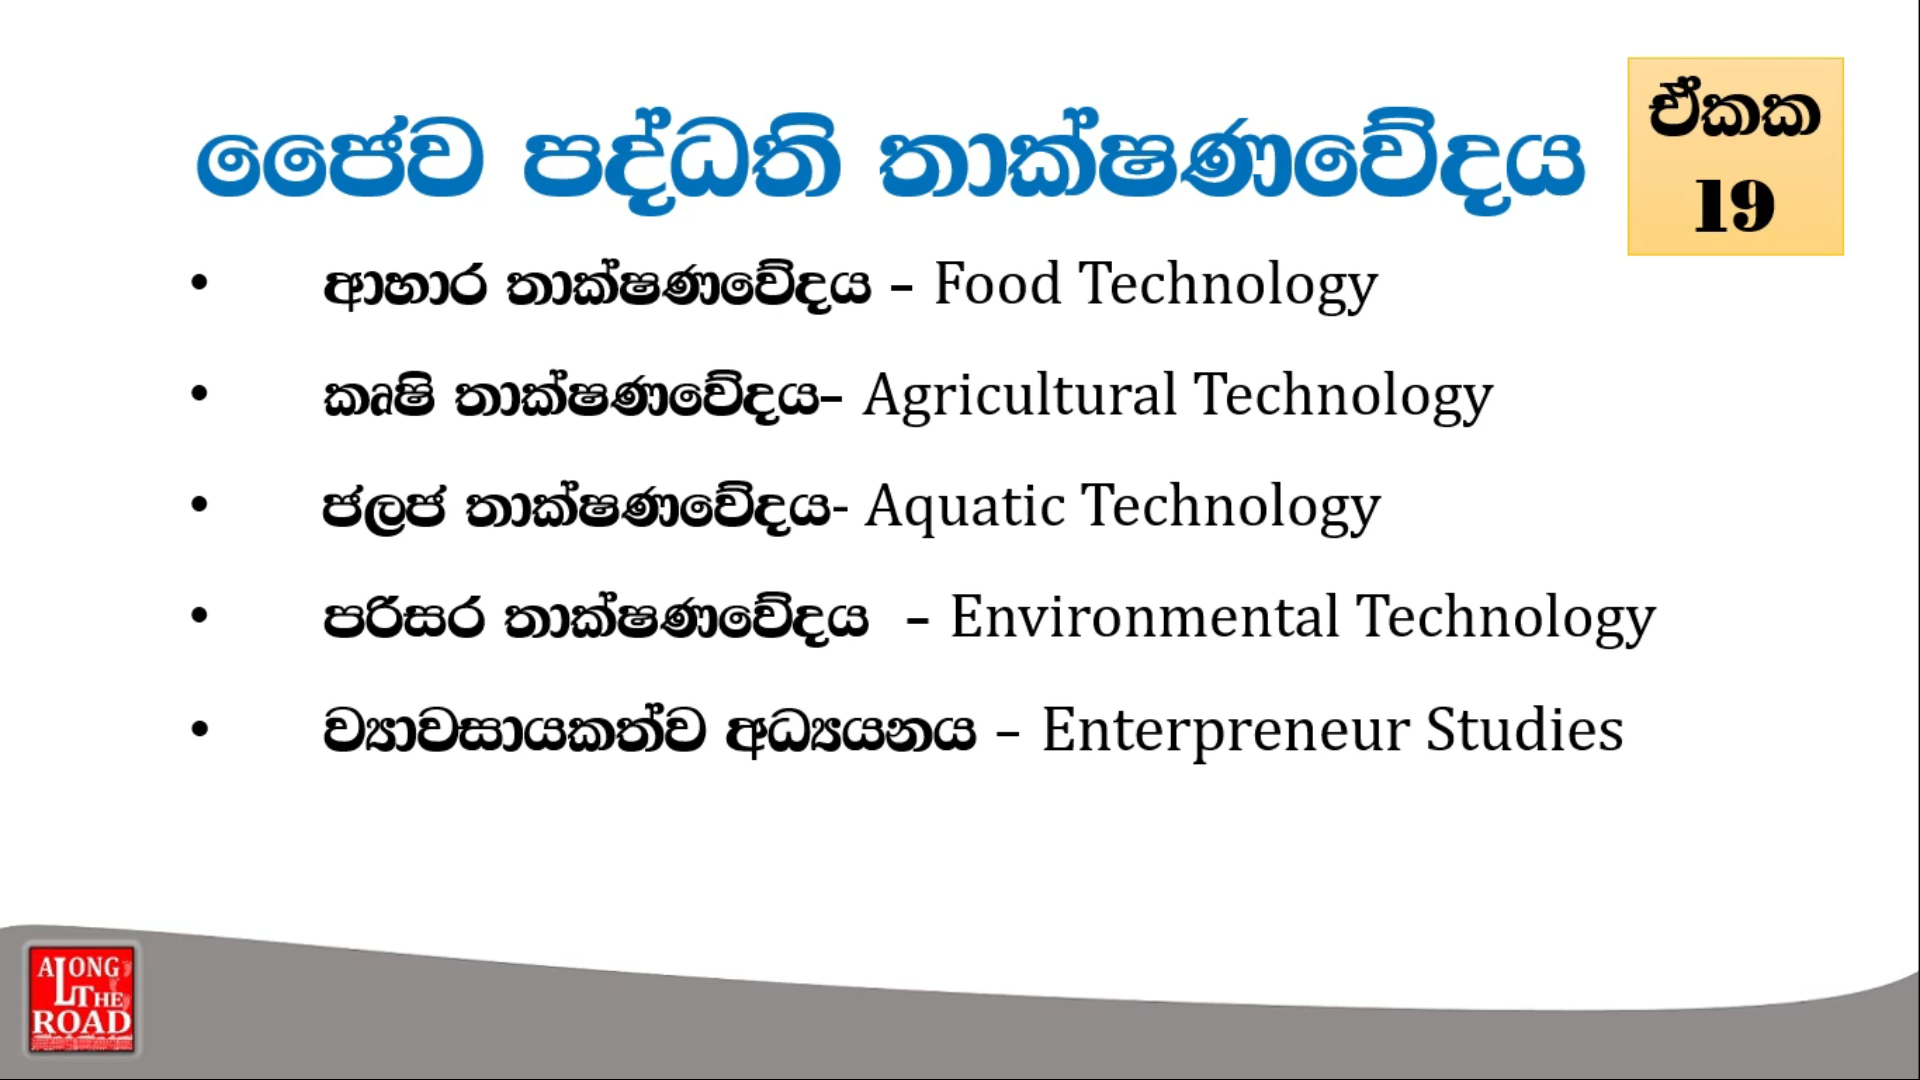 ජෛව පද්ධති තාක්ෂණවේදය
ඒකක
19
• ආහාර තාක්ෂණවේදය – Food Technology
• කෘෂි තාක්ෂණවේදය– Agricultural Technology
• ජලජ තාක්ෂණවේදය- Aquatic Technology
• පරිසර තාක්ෂණවේදය – Environmental Technology
• ව්‍යාවසායකත්ව අධ්‍යයනය – Enterpreneur Studies
ALONG
THE
ROAD